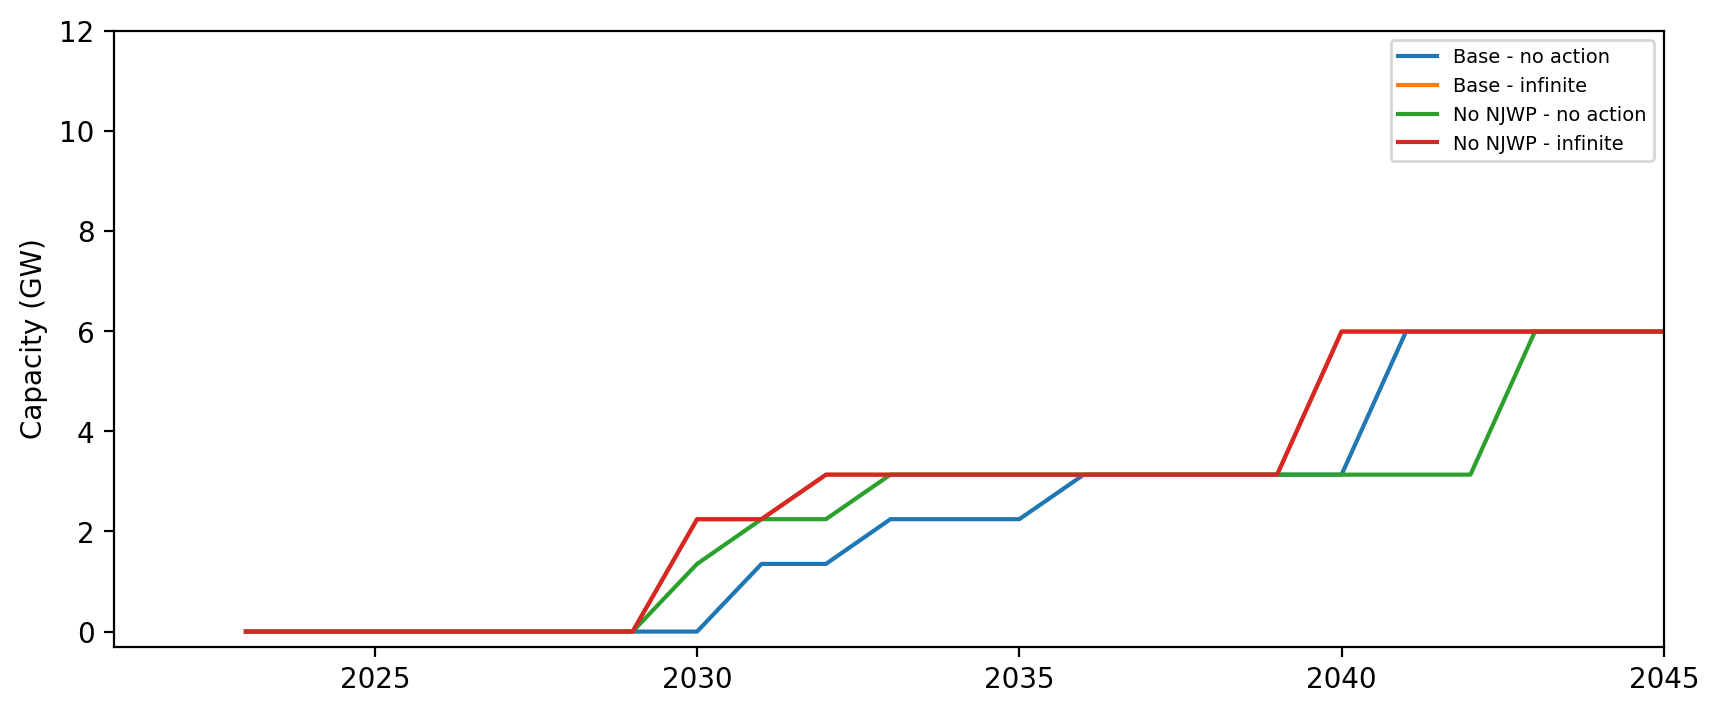 12
10
8
6
4
2
0
Capacity (GW)
2025
2030
2035
2040
2045
Base - no action
Base - infinite
No NJWP - no action
No NJWP - infinite